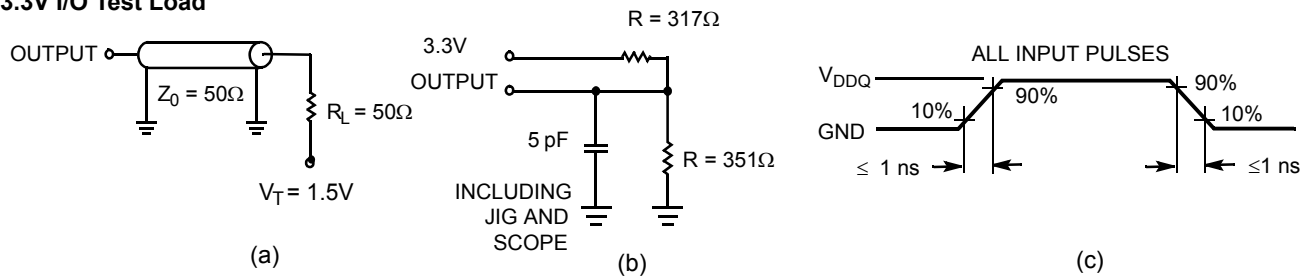 3.3V I/O Test Load
OUTPUT
Z0 = 50Ω
RL = 50Ω
VT = 1.5V
(a)
R = 317Ω
3.3V
OUTPUT
5 pF
R = 351Ω
INCLUDING
JIG AND
SCOPE
(b)
ALL INPUT PULSES
VDDQ
GND
10%
90%
90%
10%
≤ 1 ns
≤1 ns
(c)